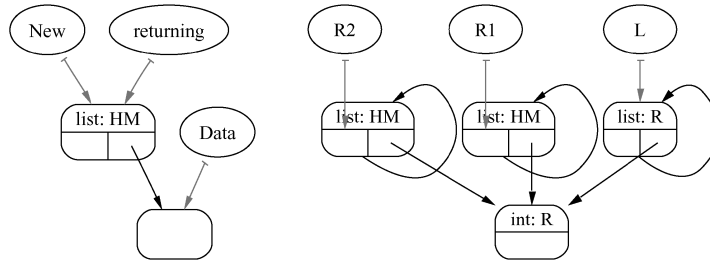 New
returning
R2
R1
L
list: HM
list: HM
list: HM
list: R
Data
int: R